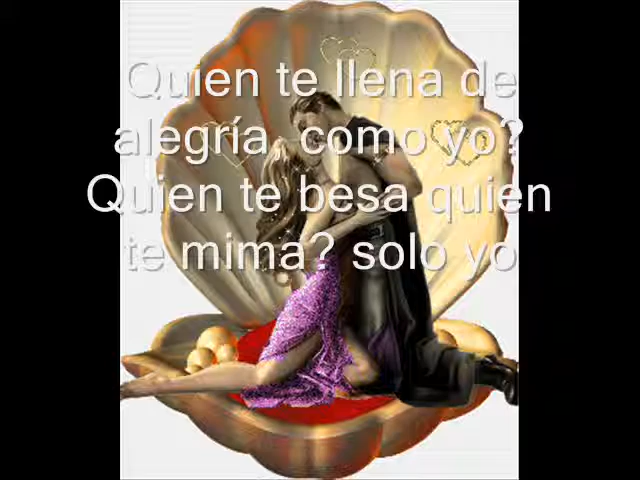 Quien te llena de
alegría, como yo?
Quien te besa quien
te mima? solo yo